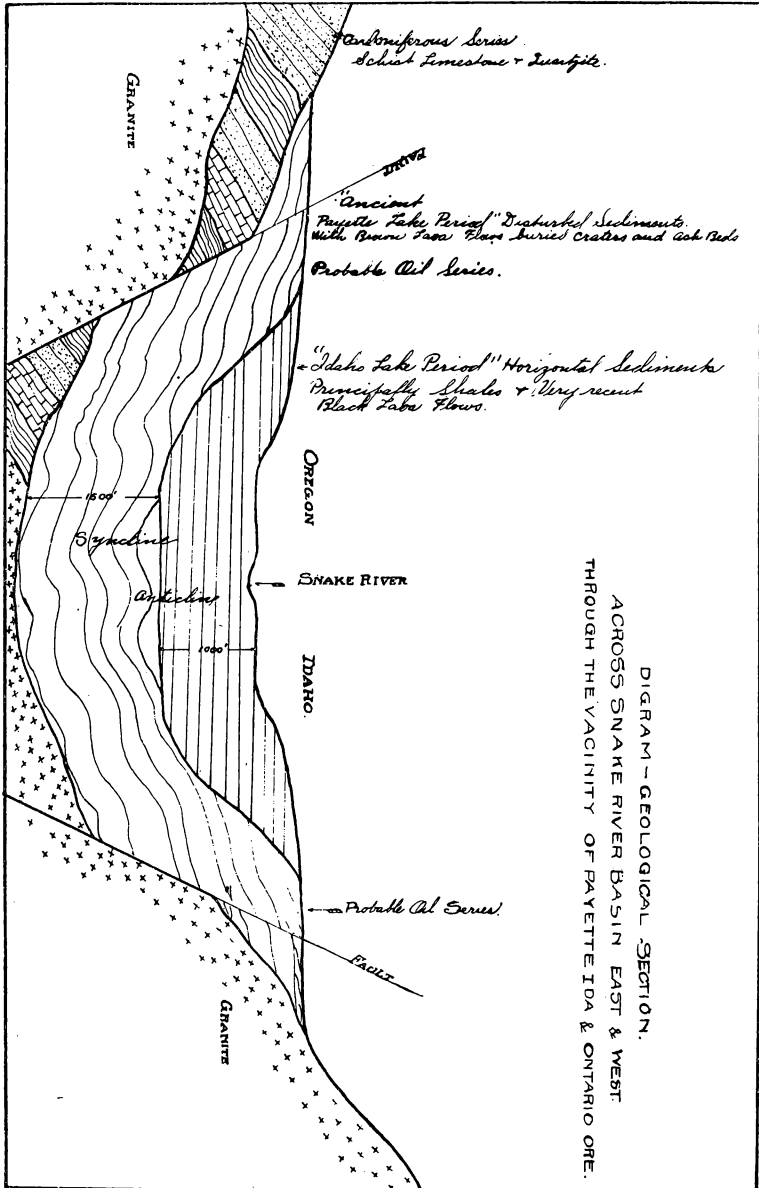 DIGRAM-GEOLOGICAL SECTION.
ACROSS SNAKE RIVER BASIN EAST & WEST.
THROUGH THE VACINITY OF PAYETTE IDA & ONTARIO ORE.
Carboniferous Series
Schist Limestone & Quartzite.
GRANITE
FAULT
"Ancient
Payette Lake Period" Disturbed Sediments.
With Brown Lava Flows buried craters and ash Beds
Probable Oil Series.
"Idaho Lake Period" Horizontal Sediments
Principally Shales & Very recent
Black Lava Flows.
OREGON
1500'
Syncline
SNAKE RIVER
Anticline
1000'
IDAHO.
Probable Oil Series.
FAULT
GRANITE